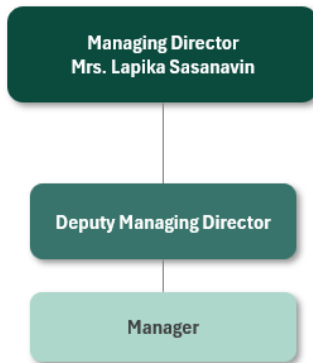 Managing Director
Mrs. Lapika Sasanavin
Deputy Managing Director
Manager